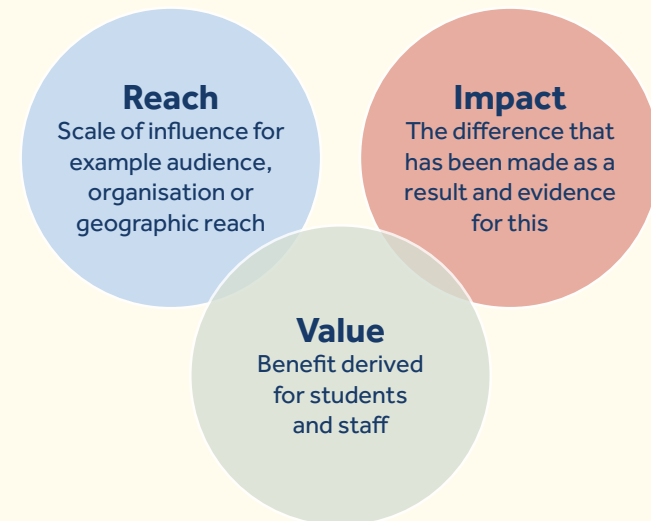 Reach
Scale of influence for
example audience,
organisation or
geographic reach
Impact
The difference that
has been made as a
result and evidence
for this
Value
Benefit derived
for students
and staff